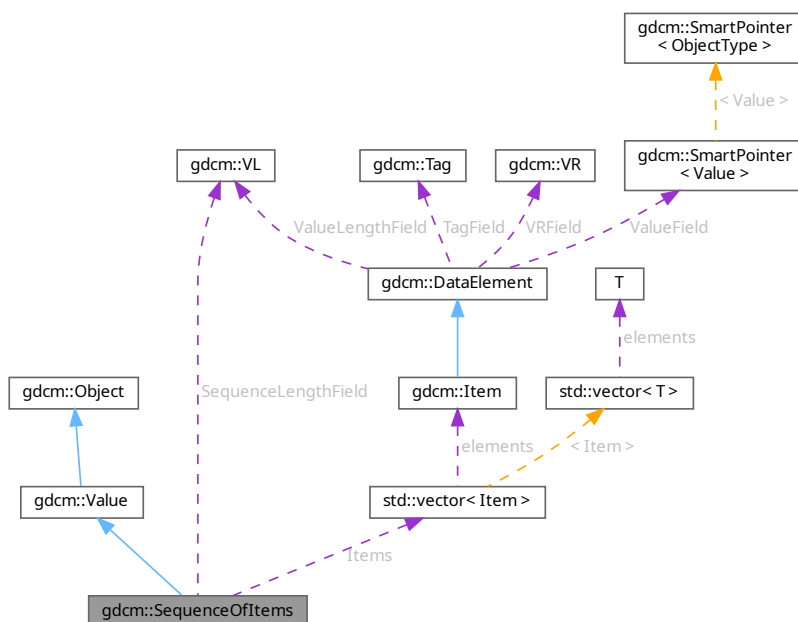 gdcm::SmartPointer
< ObjectType >
< Value >
gdcm::VL
gdcm::Tag
gdcm::VR
gdcm::SmartPointer
< Value >
ValueLengthField
TagField
VRField
ValueField
gdcm::DataElement
T
elements
SequenceLengthField
gdcm::Object
gdcm::Item
std::vector< T >
elements
< Item >
gdcm::Value
std::vector< Item >
Items
gdcm::SequenceOfItems